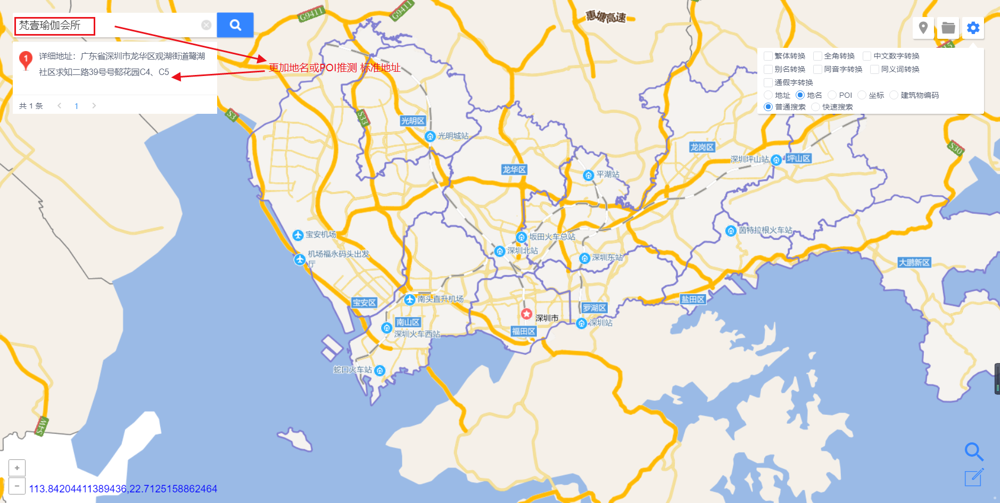 梵壹瑜伽会所
详细地址：广东省深圳市龙华区观湖街道鹭湖
社区求知二路39号号懿花园C4、C5
共 1 条
1
1
更加地名或POI推测 标准地址
繁体转换 全角转换 中文数字转换
别名转换 同音字转换 同义词转换
通假字转换
地址 地名 POI 坐标 建筑物编码
普通搜索 快速搜索
G9411
G9411
惠塘高速
S3
S33
S30
光明区
光明城站
龙华区
平湖站
龙岗区
深圳坪山站
坪山区
宝安机场
机场福永码头出发
厅
坂田火车总站
深圳北站
深圳东站
茵特拉根火车站
大鹏新区
宝安区
南头直升机场
盐田区
罗湖区
深圳市
深圳站
南山区
福田区
深圳火车西站
蛇口火车站
S4W
+
−
113.84204411389436,22.7125158862464